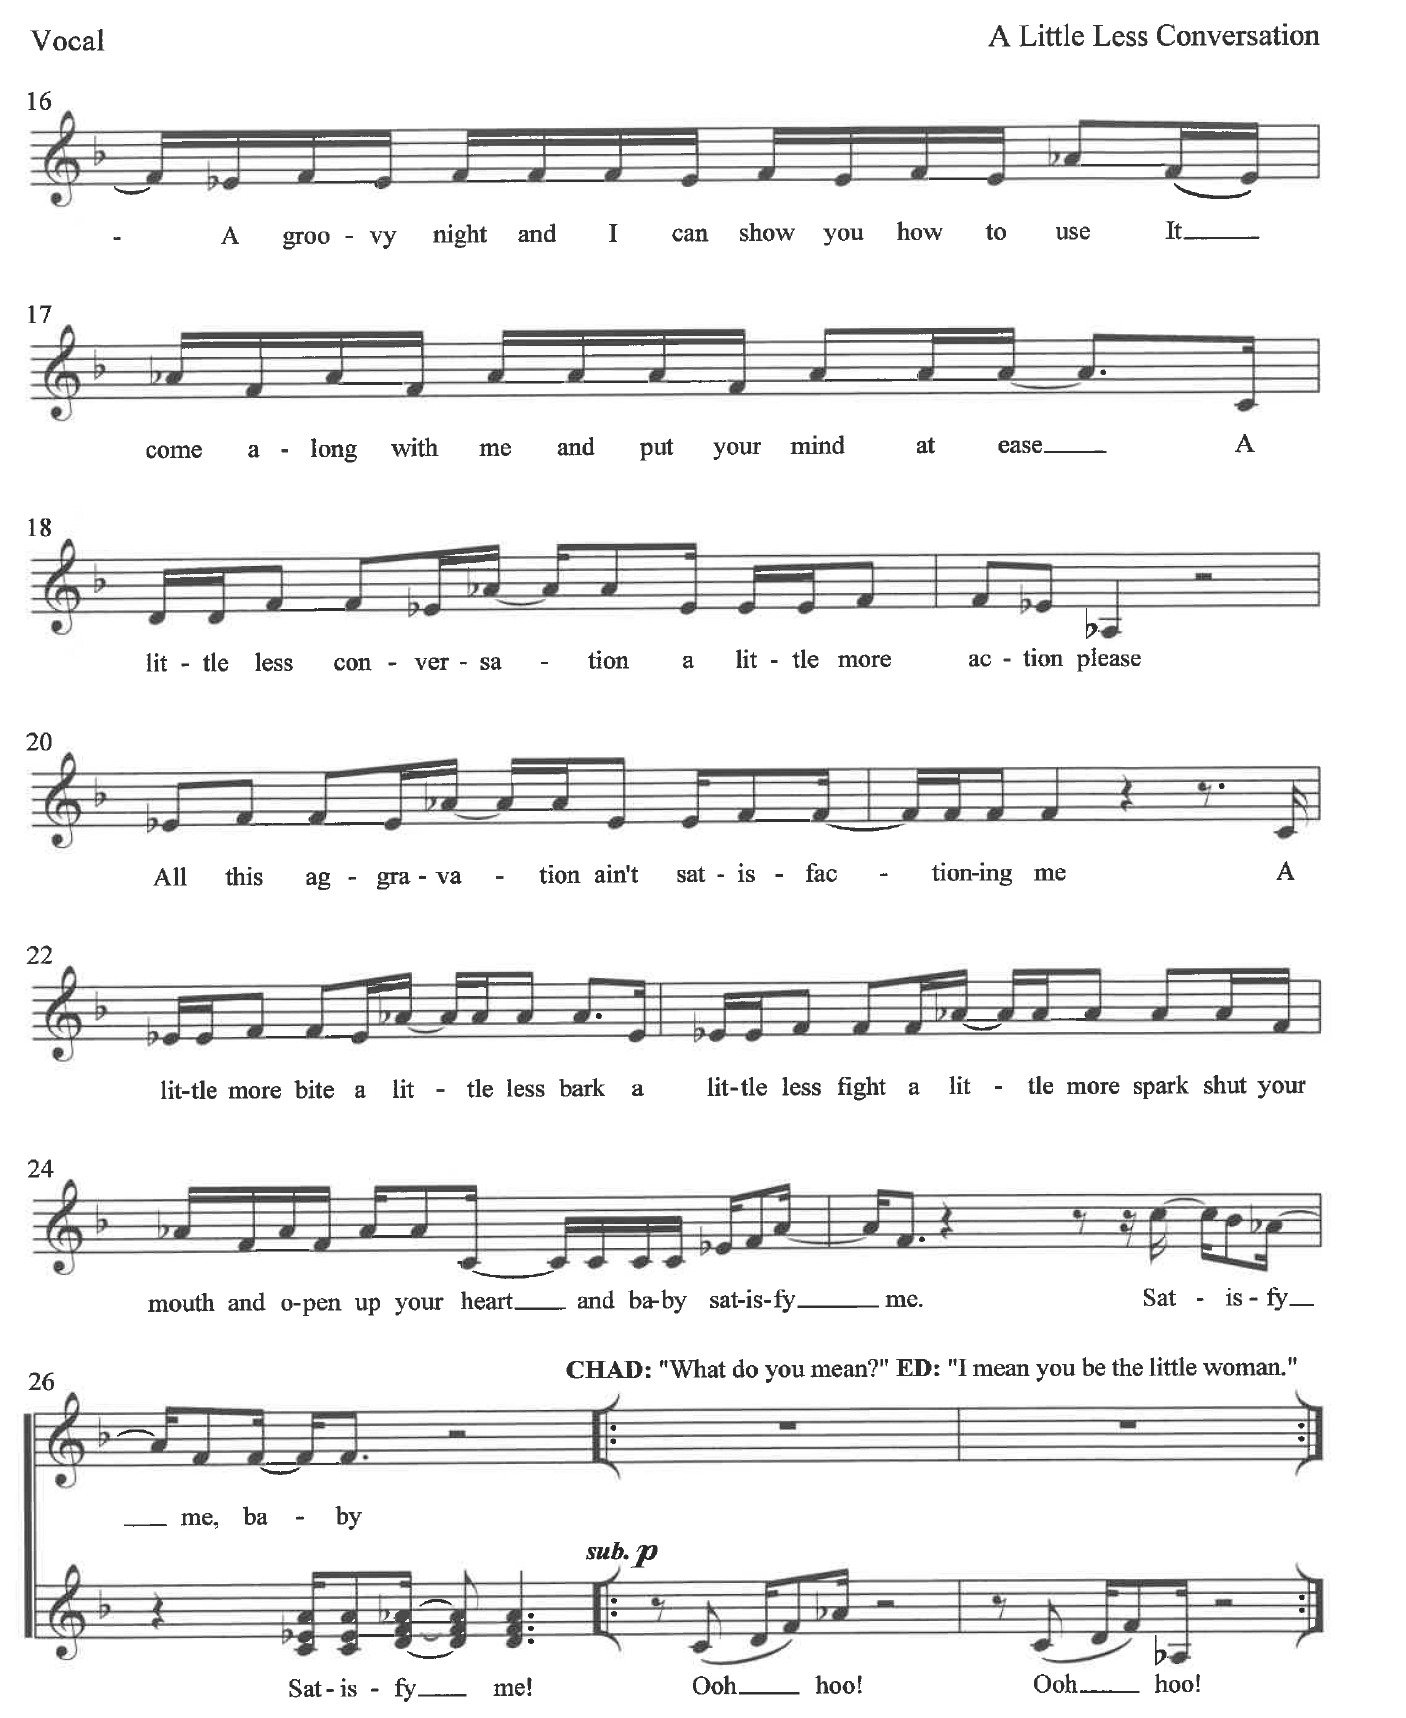 Vocal
A Little Less Conversation
16
- A groo - vy night and I can show you how to use It
17
come a - long with me and put your mind at ease A
18
lit - tle less con - ver - sa - tion a lit - tle more ac - tion please
20
All this ag - gra - va - tion ain't sat - is - fac - tion-ing me A
22
lit-tle more bite a lit - tle less bark a lit-tle less fight a lit - tle more spark shut your
24
mouth and o-pen up your heart and ba-by sat-is-fy me. Sat - is - fy
CHAD: "What do you mean?" ED: "I mean you be the little woman."
26
me, ba - by
sub. p
Sat - is - fy me! Ooh hoo! Ooh hoo!